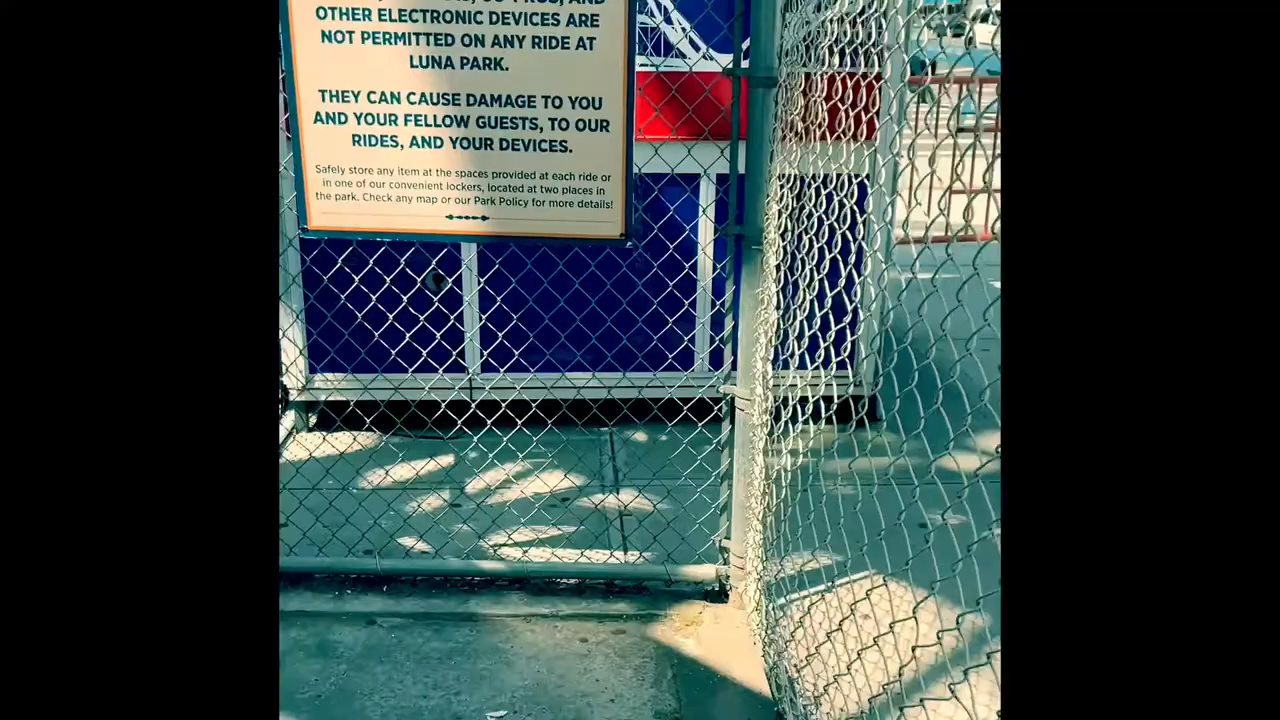 OTHER ELECTRONIC DEVICES ARE
NOT PERMITTED ON ANY RIDE AT
LUNA PARK.
THEY CAN CAUSE DAMAGE TO YOU
AND YOUR FELLOW GUESTS, TO OUR
RIDES, AND YOUR DEVICES.
Safely store any item at the spaces provided at each ride or
in one of our convenient lockers, located at two places in
the park. Check any map or our Park Policy for more details!